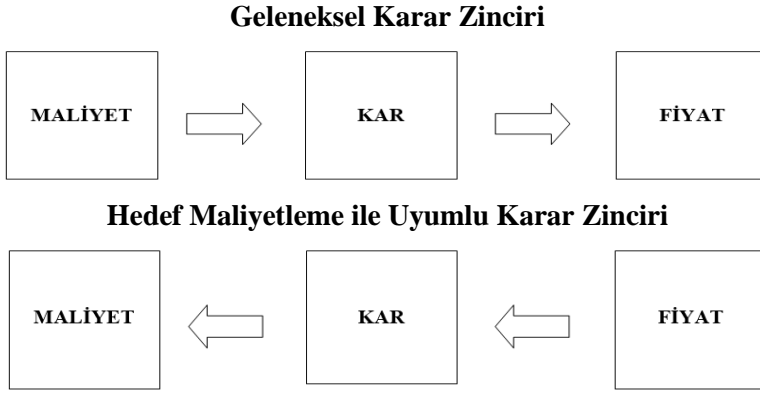 Geleneksel Karar Zinciri
MALİYET KAR FİYAT
Hedef Maliyetleme ile Uyumlu Karar Zinciri
MALİYET KAR FİYAT